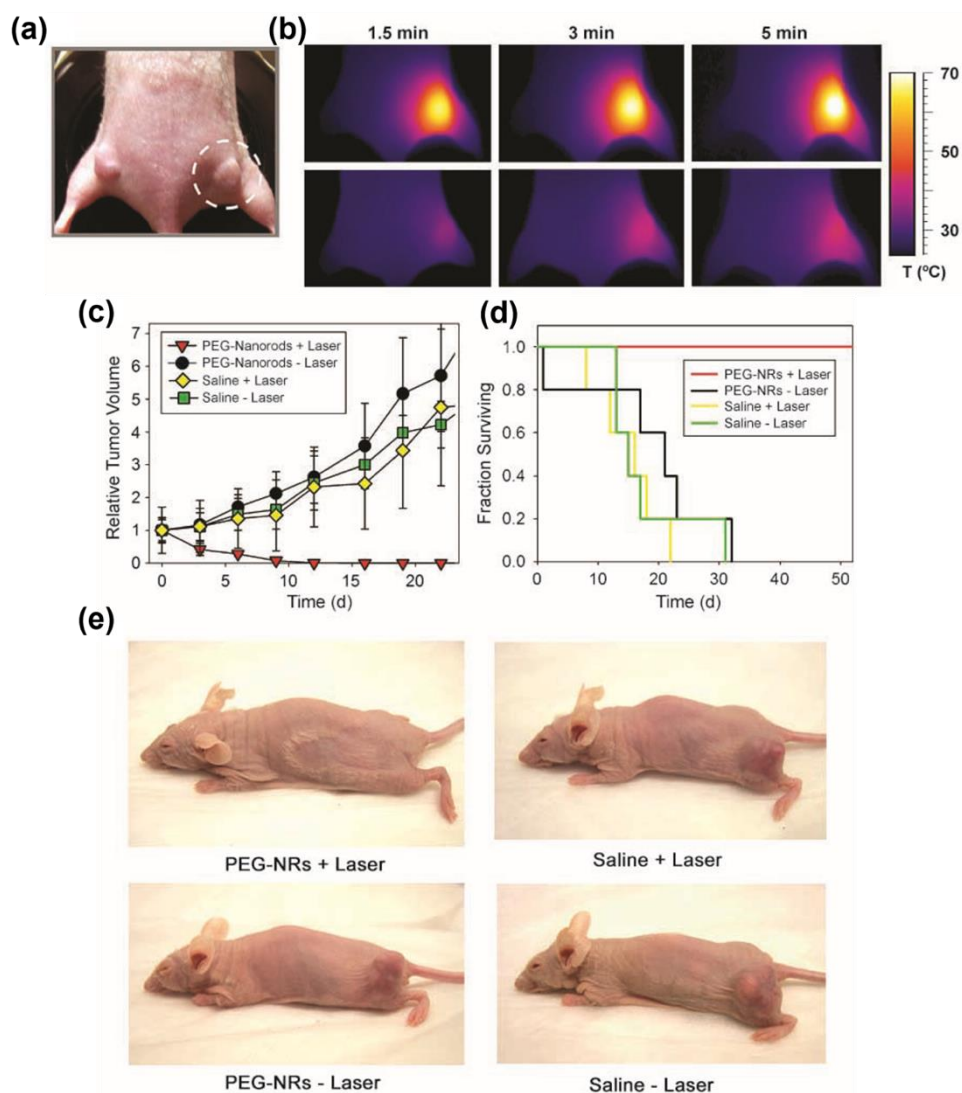 (a)
(b)
1.5 min
3 min
5 min
70
50
30
T (ºC)
(c)
7
6
5
4
3
2
1
0
Relative Tumor Volume
PEG-Nanorods + Laser
PEG-Nanorods - Laser
Saline + Laser
Saline - Laser
0 5 10 15 20
Time (d)
(d)
1.0
0.8
0.6
0.4
0.2
0.0
Fraction Surviving
PEG-NRs + Laser
PEG-NRs - Laser
Saline + Laser
Saline - Laser
0 10 20 30 40 50
Time (d)
(e)
PEG-NRs + Laser
Saline + Laser
PEG-NRs - Laser
Saline - Laser